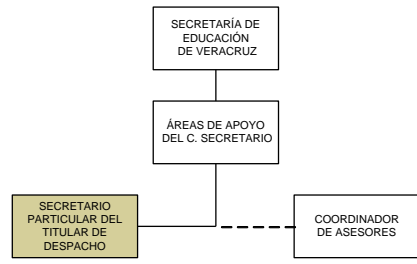 SECRETARÍA DE
EDUCACIÓN
DE VERACRUZ
ÁREAS DE APOYO
DEL C. SECRETARIO
SECRETARIO
PARTICULAR DEL
TITULAR DE
DESPACHO
COORDINADOR
DE ASESORES